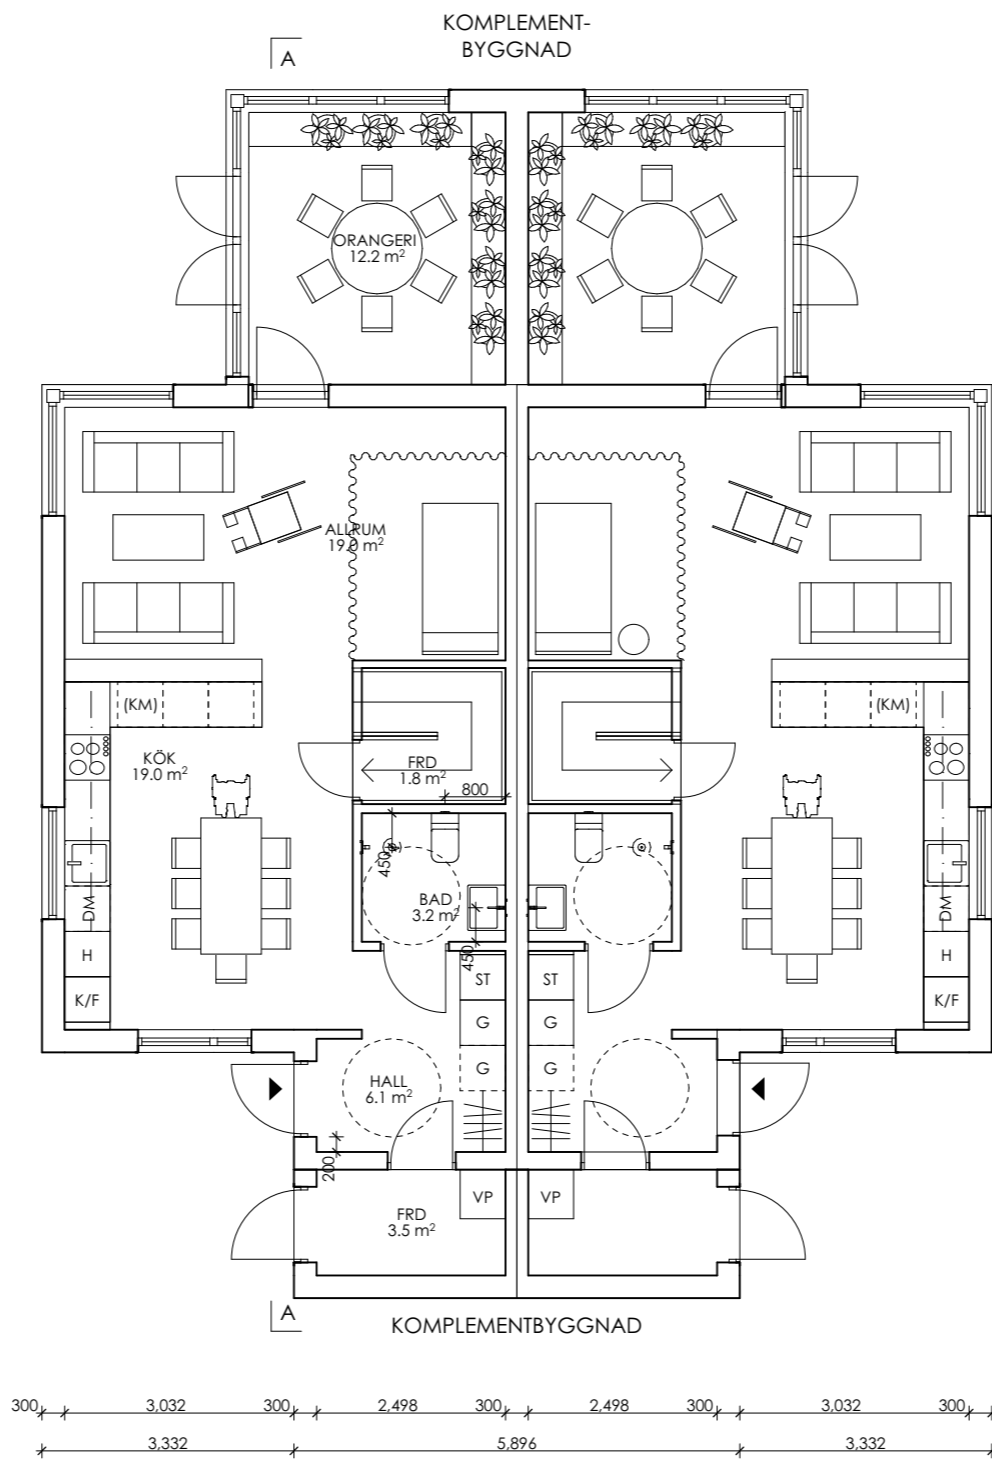 KOMPLEMENT-
BYGGNAD
A
ORANGERI
12.2 m²
ALLRUM
19.0 m²
(KM)
(KM)
KÖK
19.0 m²
FRD
1.8 m²
800
450
BAD
3.2 m²
450
DM
DM
H
H
K/F
K/F
ST
ST
G
G
G
G
HALL
6.1 m²
200
VP
VP
FRD
3.5 m²
A
KOMPLEMENTBYGGNAD
300 3,032 300 2,498 300 2,498 300 3,032 300
3,332 5,896 3,332